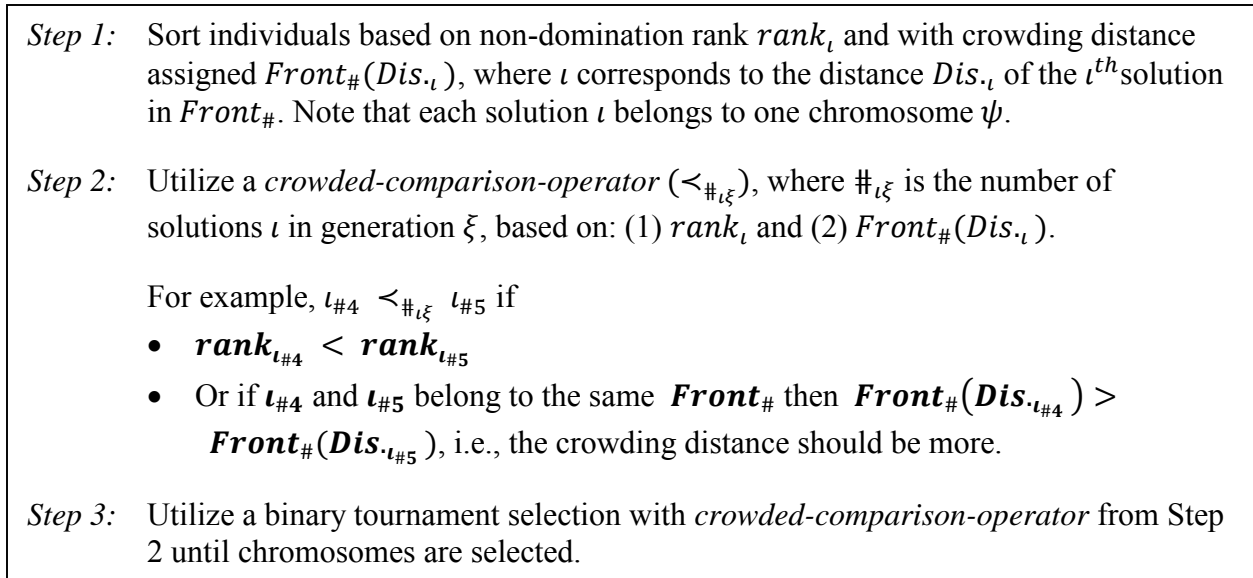 Step 1: Sort individuals based on non-domination rank rank_ι and with crowding distance
assigned Front_#(Dis._ι), where ι corresponds to the distance Dis._ι of the ι^th solution
in Front_#. Note that each solution ι belongs to one chromosome ψ.
Step 2: Utilize a crowded-comparison-operator (≺_⋕_ιξ), where ⋕_ιξ is the number of
solutions ι in generation ξ, based on: (1) rank_ι and (2) Front_#(Dis._ι).
For example, ι_#4 ≺_⋕_ιξ ι_#5 if
• rank_ι_#4 < rank_ι_#5
• Or if ι_#4 and ι_#5 belong to the same Front_# then Front_#(Dis._ι_#4) >
Front_#(Dis._ι_#5), i.e., the crowding distance should be more.
Step 3: Utilize a binary tournament selection with crowded-comparison-operator from Step
2 until chromosomes are selected.